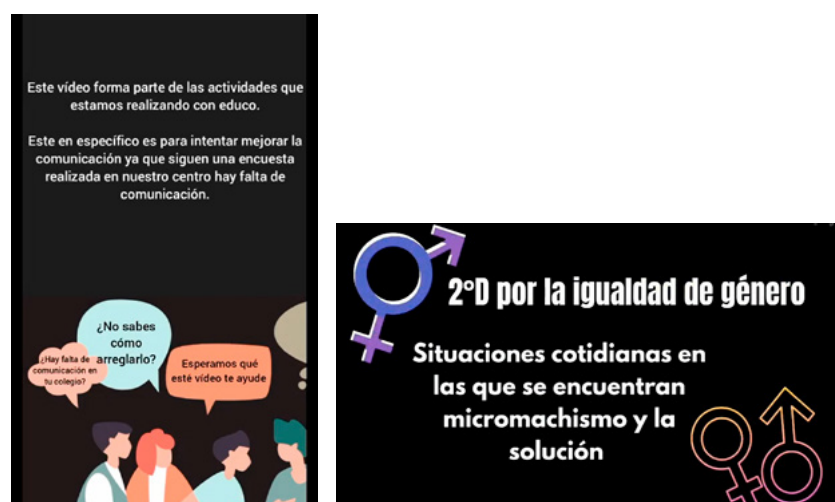 Este vídeo forma parte de las actividades que
estamos realizando con educo.
Este en específico es para intentar mejorar la
comunicación ya que siguen una encuesta
realizada en nuestro centro hay falta de
comunicación.
¿No sabes
cómo
arreglarlo?
¿Hay falta de
comunicación en
tu colegio?
Esperamos qué
esté vídeo te ayude
2ºD por la igualdad de género
Situaciones cotidianas en
las que se encuentran
micromachismo y la
solución